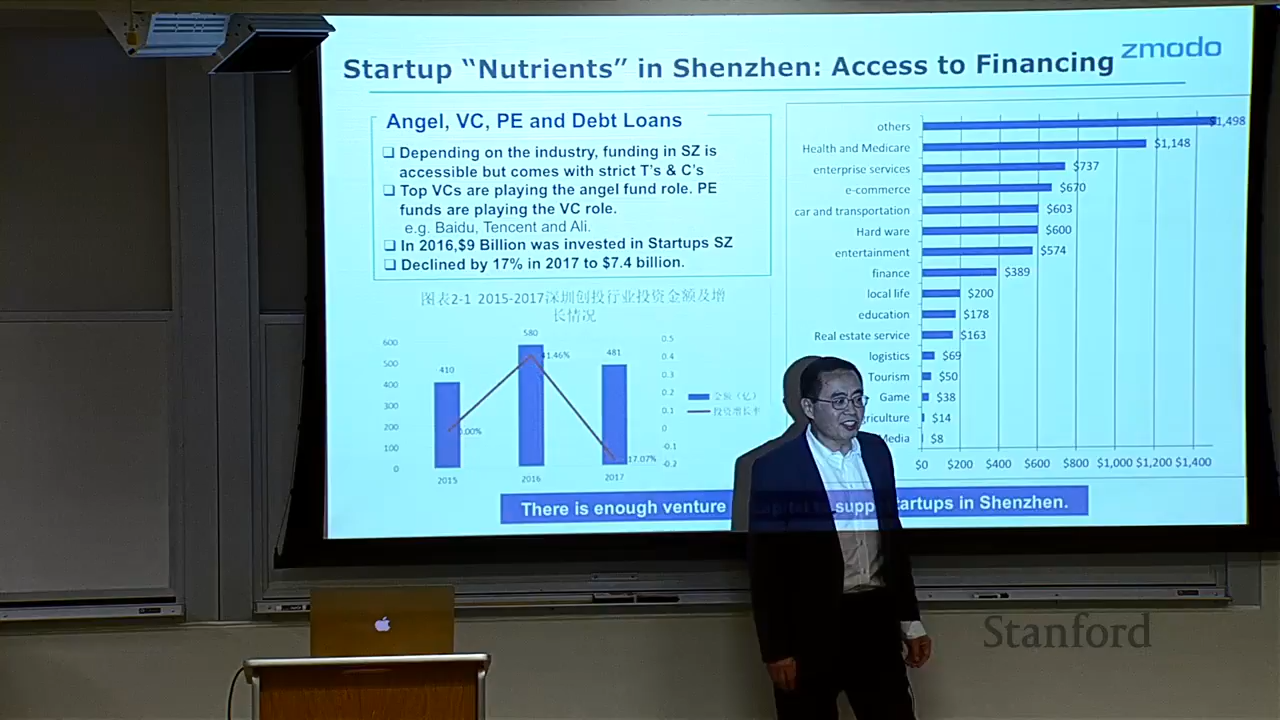 Startup “Nutrients” in Shenzhen: Access to Financing
zmodo
Angel, VC, PE and Debt Loans
Depending on the industry, funding in SZ is
accessible but comes with strict T's & C's
Top VCs are playing the angel fund role. PE
funds are playing the VC role.
e.g. Baidu, Tencent and Ali.
In 2016,$9 Billion was invested in Startups SZ
Declined by 17% in 2017 to $7.4 billion.
图表2-1 2015-2017深圳创投行业投资金额及增
长情况
600
500
400
300
200
100
0
410
580
481
0.00%
41.46%
17.07%
2015
2016
2017
0.5
0.4
0.3
0.2
0.1
0
-0.1
-0.2
金额（亿）
投资增长率
others $1,498
Health and Medicare $1,148
enterprise services $737
e-commerce $670
car and transportation $603
Hard ware $600
entertainment $574
finance $389
local life $200
education $178
Real estate service $163
logistics $69
Tourism $50
Game $38
riculture $14
Media $8
$0 $200 $400 $600 $800 $1,000 $1,200 $1,400
There is enough venture capital to supp startups in Shenzhen.
Stanford